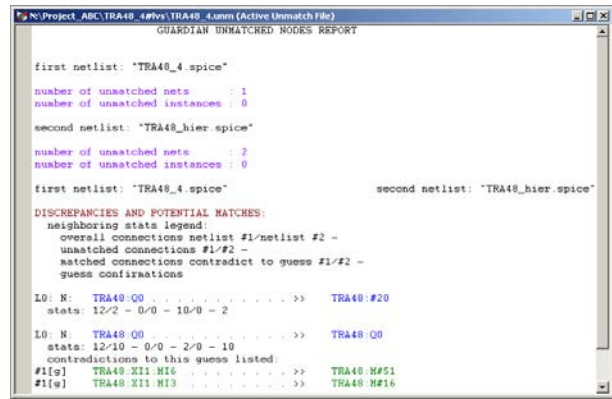 N:\Project_ABC\TRA48_4#lvs\TRA48_4.unm (Active Unmatch File)
GUARDIAN UNMATCHED NODES REPORT
first netlist: "TRA48_4.spice"
number of unmatched nets : 1
number of unmatched instances : 0
second netlist: "TRA48_hier.spice"
number of unmatched nets : 2
number of unmatched instances : 0
first netlist: "TRA48_4.spice" second netlist: "TRA48_hier.spice"
DISCREPANCIES AND POTENTIAL MATCHES:
neighboring stats legend:
overall connections netlist #1/netlist #2 -
unmatched connections #1/#2 -
matched connections contradict to guess #1/#2 -
guess confirmations
L0: N: TRA48:Q0 . . . . . . . . . . . . >> TRA48:#20
stats: 12/2 - 0/0 - 10/0 - 2
L0: N: TRA48:Q0 . . . . . . . . . . . . >> TRA48:Q0
stats: 12/10 - 0/0 - 2/0 - 10
contradictions to this guess listed:
#1[g] TRA48:XI1:MI6 . . . . . . . . . >> TRA48:M#51
#1[g] TRA48:XI1:MI3 . . . . . . . . . >> TRA48:M#16